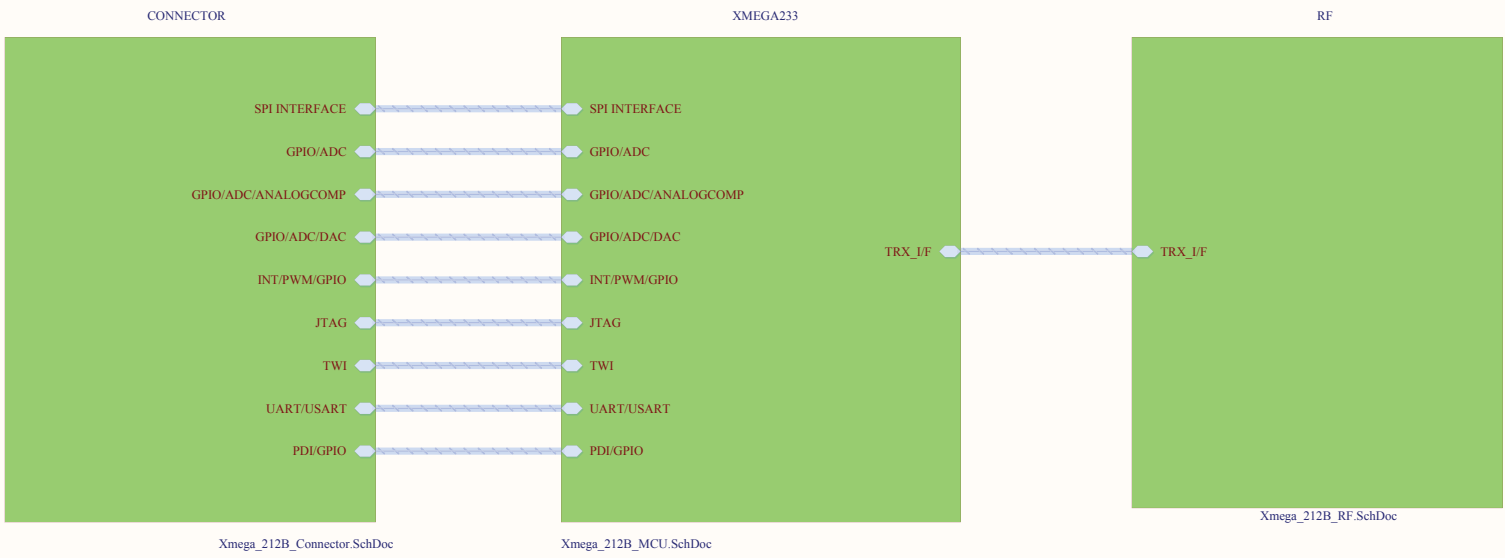 CONNECTOR
XMEGA233
RF
SPI INTERFACE
GPIO/ADC
GPIO/ADC/ANALOGCOMP
GPIO/ADC/DAC
INT/PWM/GPIO
JTAG
TWI
UART/USART
PDI/GPIO
SPI INTERFACE
GPIO/ADC
GPIO/ADC/ANALOGCOMP
GPIO/ADC/DAC
INT/PWM/GPIO
JTAG
TWI
UART/USART
PDI/GPIO
TRX_I/F
TRX_I/F
Xmega_212B_Connector.SchDoc
Xmega_212B_MCU.SchDoc
Xmega_212B_RF.SchDoc